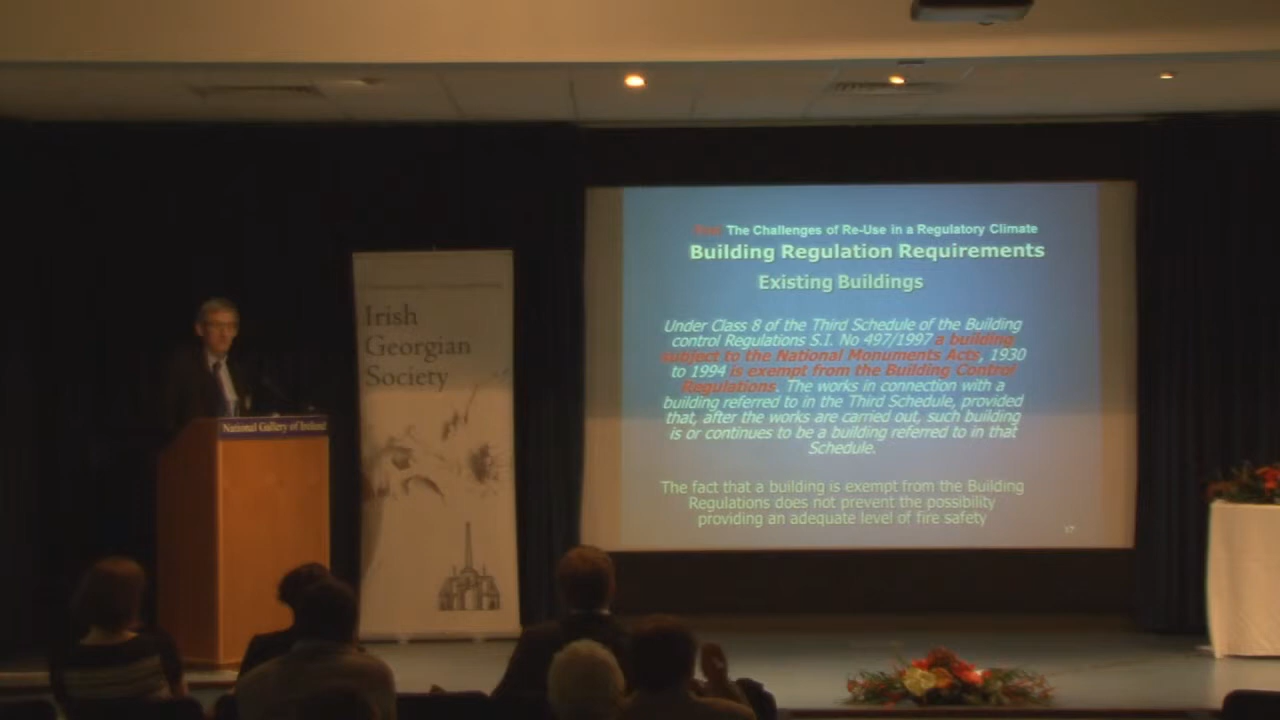 Irish
Georgian
Society
National Gallery of Ireland
The Challenges of Re-Use in a Regulatory Climate
Building Regulation Requirements
Existing Buildings
Under Class 8 of the Third Schedule of the Building
control Regulations S.I. No 497/1997 a building
subject to the National Monuments Acts, 1930
to 1994 is exempt from the Building Control
Regulations. The works in connection with a
building referred to in the Third Schedule, provided
that, after the works are carried out, such building
is or continues to be a building referred to in that
Schedule.
The fact that a building is exempt from the Building
Regulations does not prevent the possibility
providing an adequate level of fire safety
17